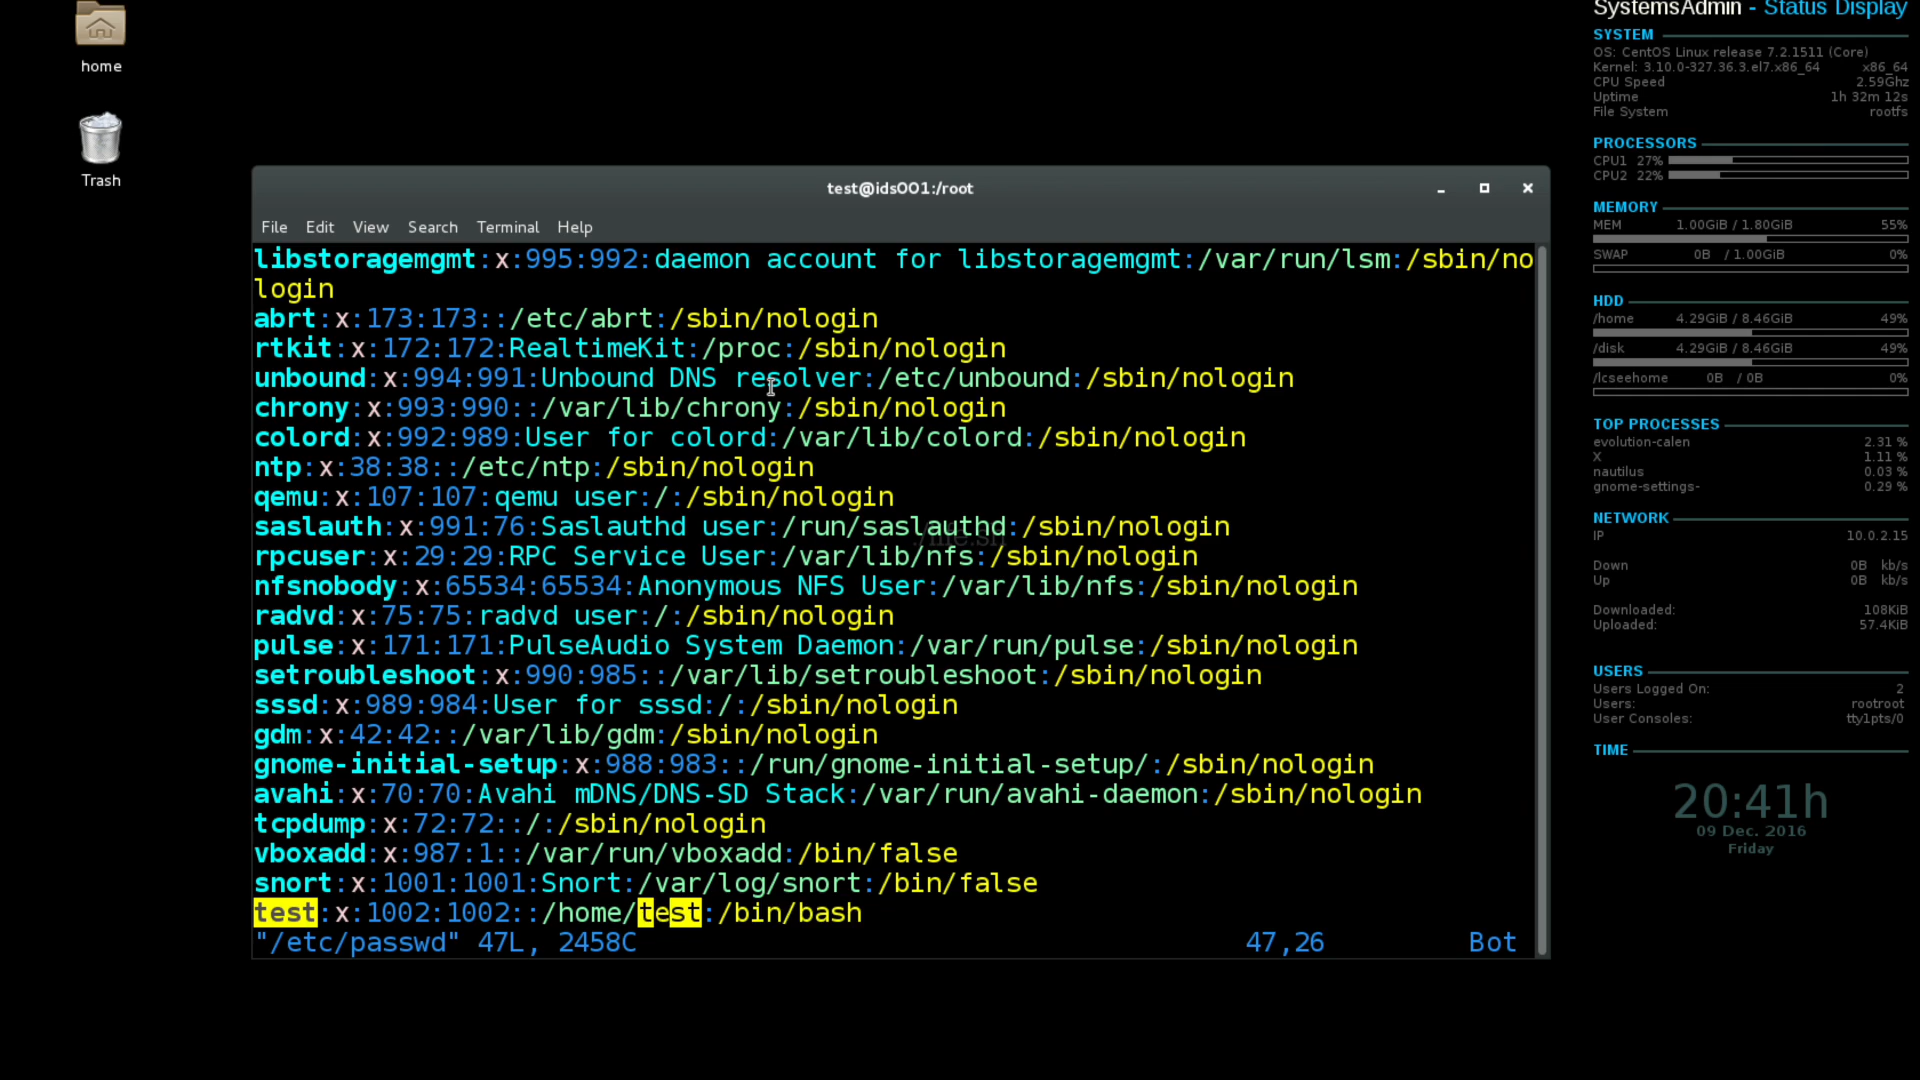 home
Trash
test@ids001:/root
File Edit View Search Terminal Help
libstoragemgmt:x:995:992:daemon account for libstoragemgmt:/var/run/lsm:/sbin/no
login
abrt:x:173:173::/etc/abrt:/sbin/nologin
rtkit:x:172:172:RealtimeKit:/proc:/sbin/nologin
unbound:x:994:991:Unbound DNS resolver:/etc/unbound:/sbin/nologin
chrony:x:993:990::/var/lib/chrony:/sbin/nologin
colord:x:992:989:User for colord:/var/lib/colord:/sbin/nologin
ntp:x:38:38::/etc/ntp:/sbin/nologin
qemu:x:107:107:qemu user:/:/sbin/nologin
saslauth:x:991:76:Saslauthd user:/run/saslauthd:/sbin/nologin
rpcuser:x:29:29:RPC Service User:/var/lib/nfs:/sbin/nologin
nfsnobody:x:65534:65534:Anonymous NFS User:/var/lib/nfs:/sbin/nologin
radvd:x:75:75:radvd user:/:/sbin/nologin
pulse:x:171:171:PulseAudio System Daemon:/var/run/pulse:/sbin/nologin
setroubleshoot:x:990:985::/var/lib/setroubleshoot:/sbin/nologin
sssd:x:989:984:User for sssd:/:/sbin/nologin
gdm:x:42:42::/var/lib/gdm:/sbin/nologin
gnome-initial-setup:x:988:983::/run/gnome-initial-setup/:/sbin/nologin
avahi:x:70:70:Avahi mDNS/DNS-SD Stack:/var/run/avahi-daemon:/sbin/nologin
tcpdump:x:72:72::/:/sbin/nologin
vboxadd:x:987:1::/var/run/vboxadd:/bin/false
snort:x:1001:1001:Snort:/var/log/snort:/bin/false
test:x:1002:1002::/home/test:/bin/bash
"/etc/passwd" 47L, 2458C 47,26 Bot
SystemsAdmin - Status Display
SYSTEM
OS: CentOS Linux release 7.2.1511 (Core)
Kernel: 3.10.0-327.36.3.el7.x86_64 x86_64
CPU Speed 2.59Ghz
Uptime 1h 32m 12s
File System rootfs
PROCESSORS
CPU1 27%
CPU2 22%
MEMORY
MEM 1.00GiB / 1.80GiB 55%
SWAP 0B / 1.00GiB 0%
HDD
/home 4.29GiB / 8.46GiB 49%
/disk 4.29GiB / 8.46GiB 49%
/lcseehome 0B / 0B 0%
TOP PROCESSES
evolution-calen 2.31 %
X 1.11 %
nautilus 0.03 %
gnome-settings- 0.29 %
NETWORK
IP 10.0.2.15
Down 0B kb/s
Up 0B kb/s
Downloaded: 108KiB
Uploaded: 57.4KiB
USERS
Users Logged On: 2
Users: rootroot
User Consoles: tty1pts/0
TIME
20:41h
09 Dec. 2016
Friday